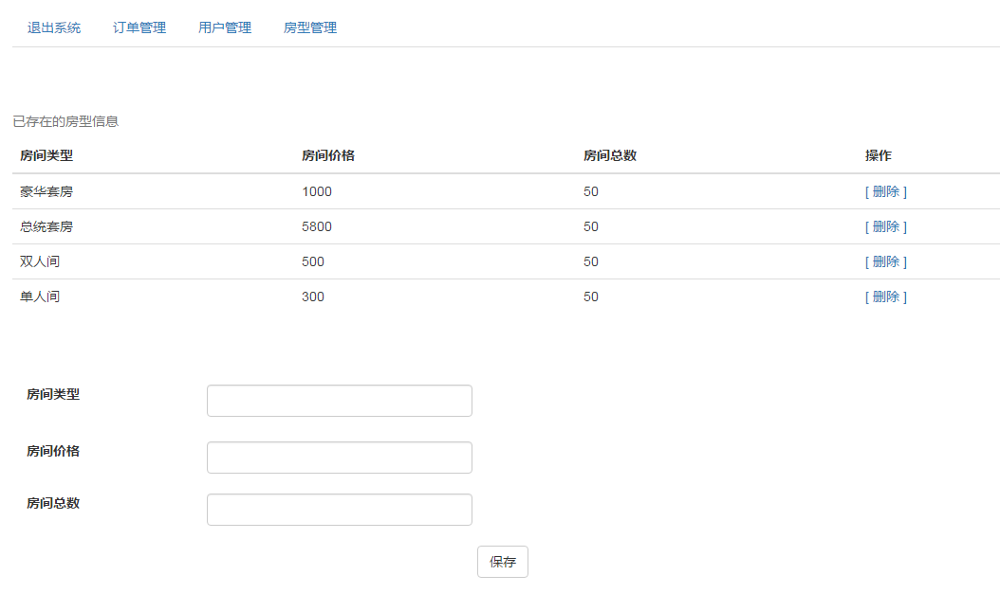 退出系统 订单管理 用户管理 房型管理
已存在的房型信息
房间类型 房间价格 房间总数 操作
豪华套房 1000 50 [ 删除 ]
总统套房 5800 50 [ 删除 ]
双人间 500 50 [ 删除 ]
单人间 300 50 [ 删除 ]
房间类型
房间价格
房间总数
保存